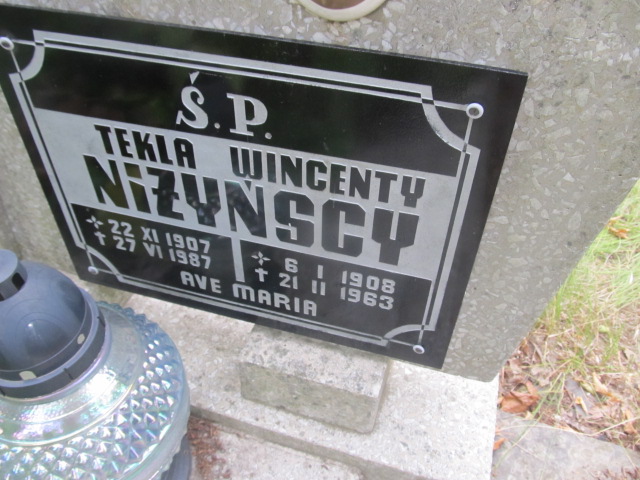 Ś.P.
TEKLA WINCENTY
NIŻYŃSCY
* 22 XI 1907 * 6 I 1908
† 27 VI 1987 † 21 II 1963
AVE MARIA